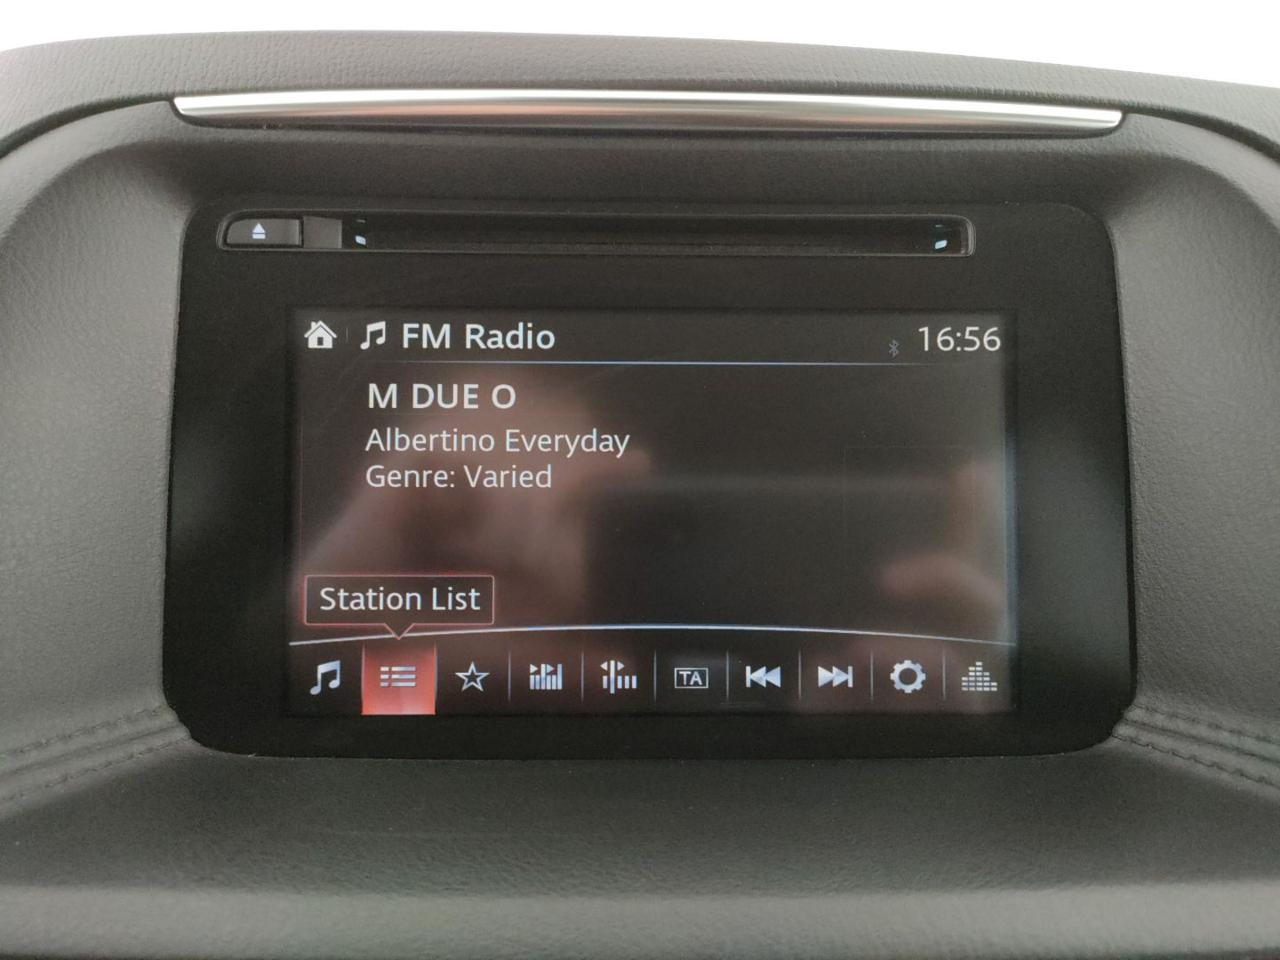 FM Radio
16:56
M DUE O
Albertino Everyday
Genre: Varied
Station List
TA